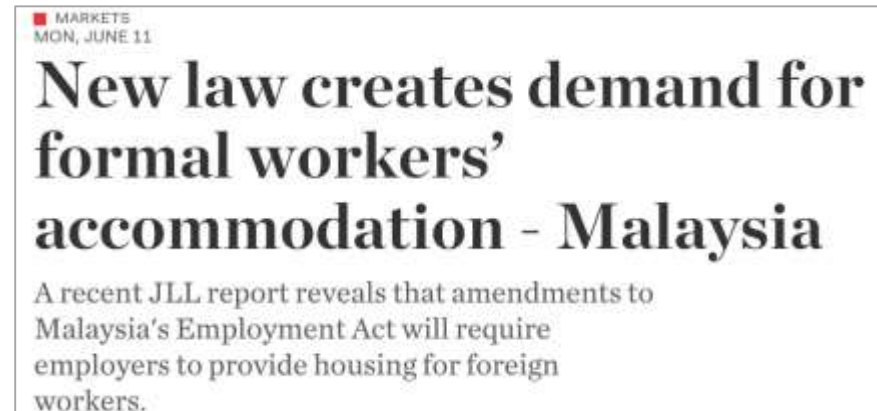 MARKETS
MON, JUNE 11
New law creates demand for
formal workers’
accommodation - Malaysia
A recent JLL report reveals that amendments to
Malaysia's Employment Act will require
employers to provide housing for foreign
workers.